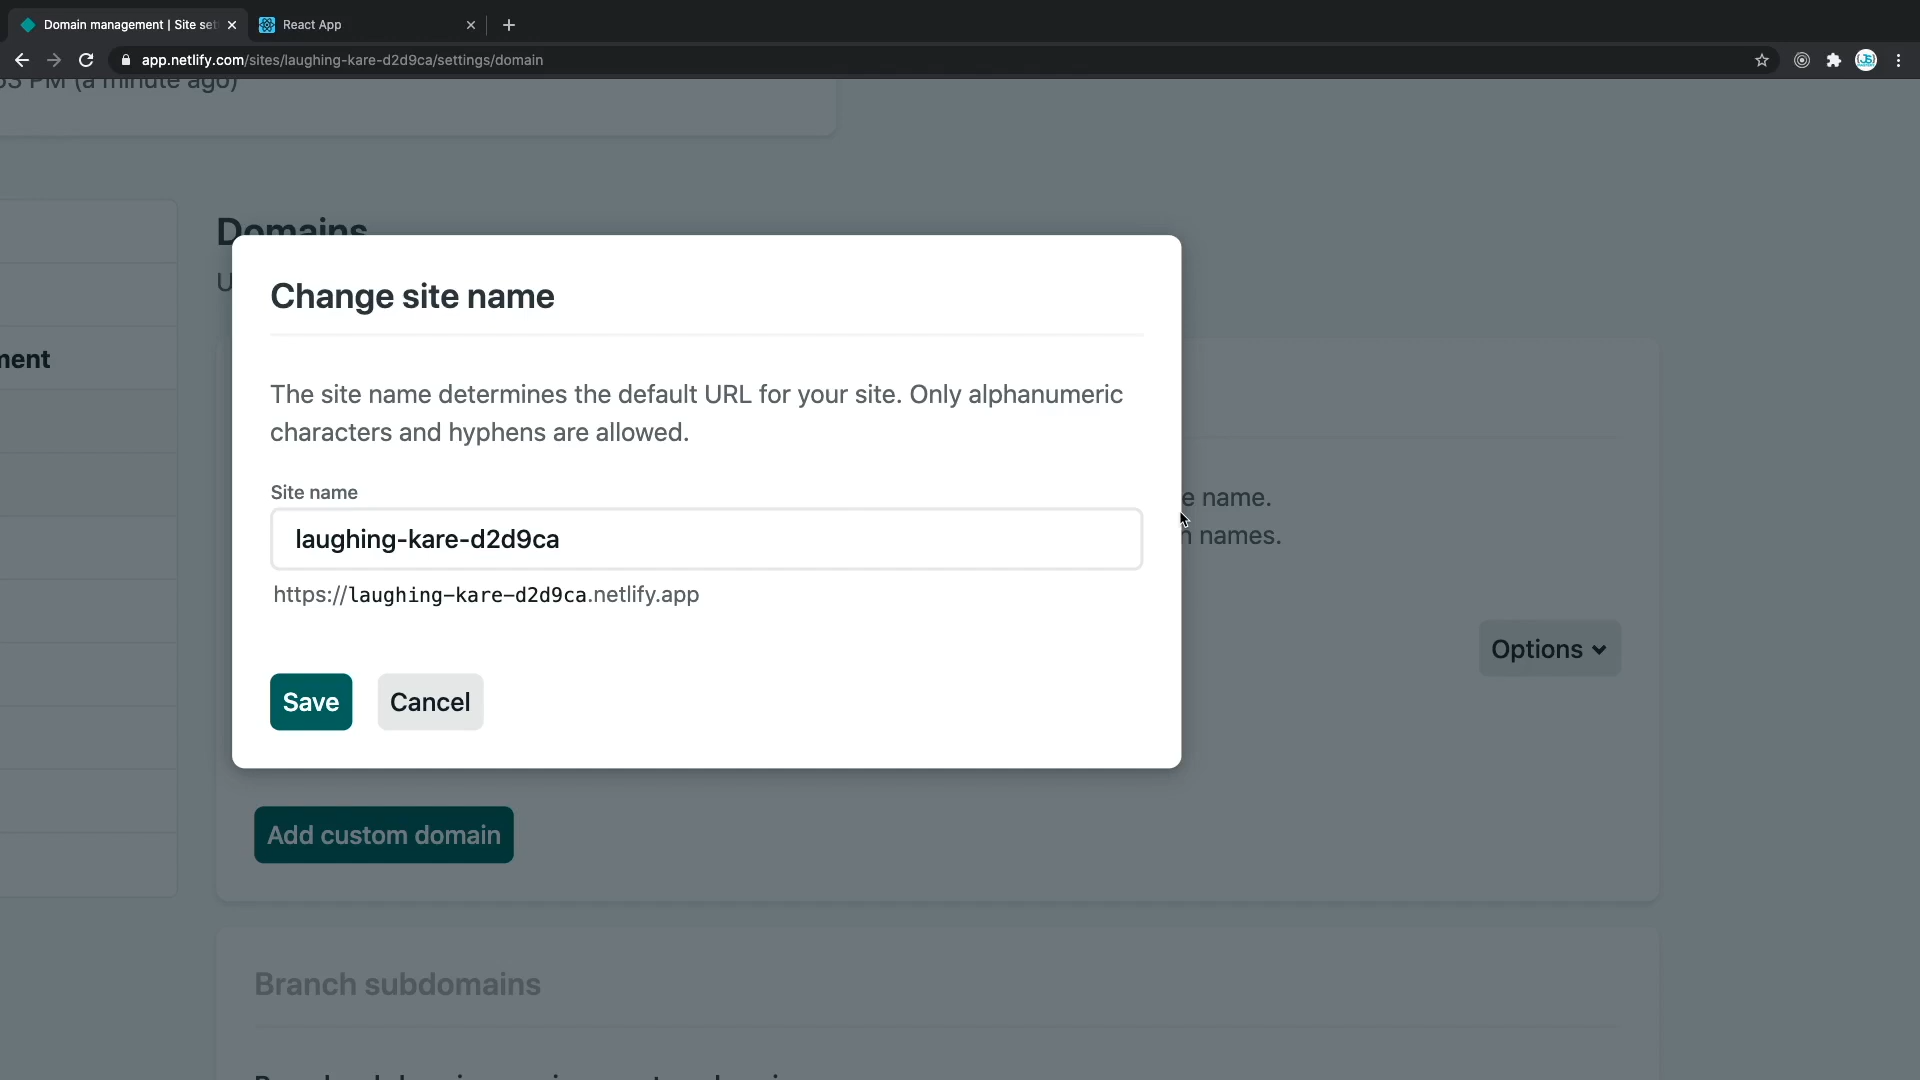 Domain management | Site set
React App
app.netlify.com/sites/laughing-kare-d2d9ca/settings/domain
PM (a minute ago)
Domains
U
Change site name
ment
The site name determines the default URL for your site. Only alphanumeric
characters and hyphens are allowed.
Site name
e name.
laughing-kare-d2d9ca
n names.
https://laughing-kare-d2d9ca.netlify.app
Options
Save
Cancel
Add custom domain
Branch subdomains